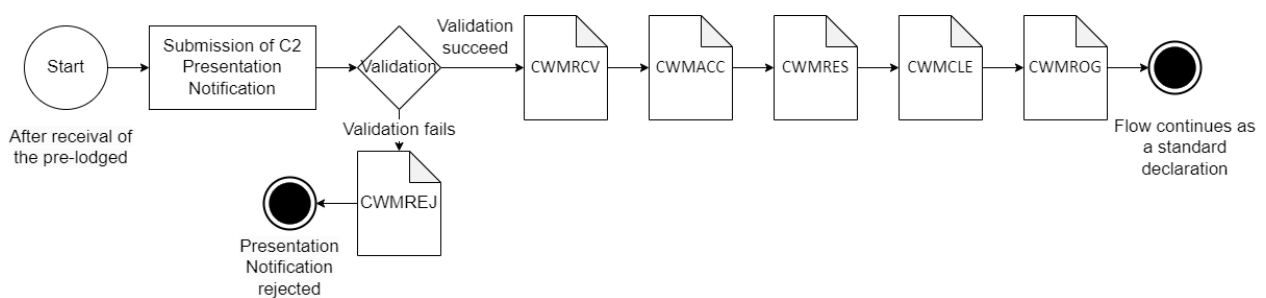 Start
After receival of
the pre-lodged
Submission of C2
Presentation
Notification
Validation
Validation
succeed
Validation fails
CWMREJ
Presentation
Notification
rejected
CWMRCV
CWMACC
CWMRES
CWMCLE
CWMROG
Flow continues as
a standard
declaration